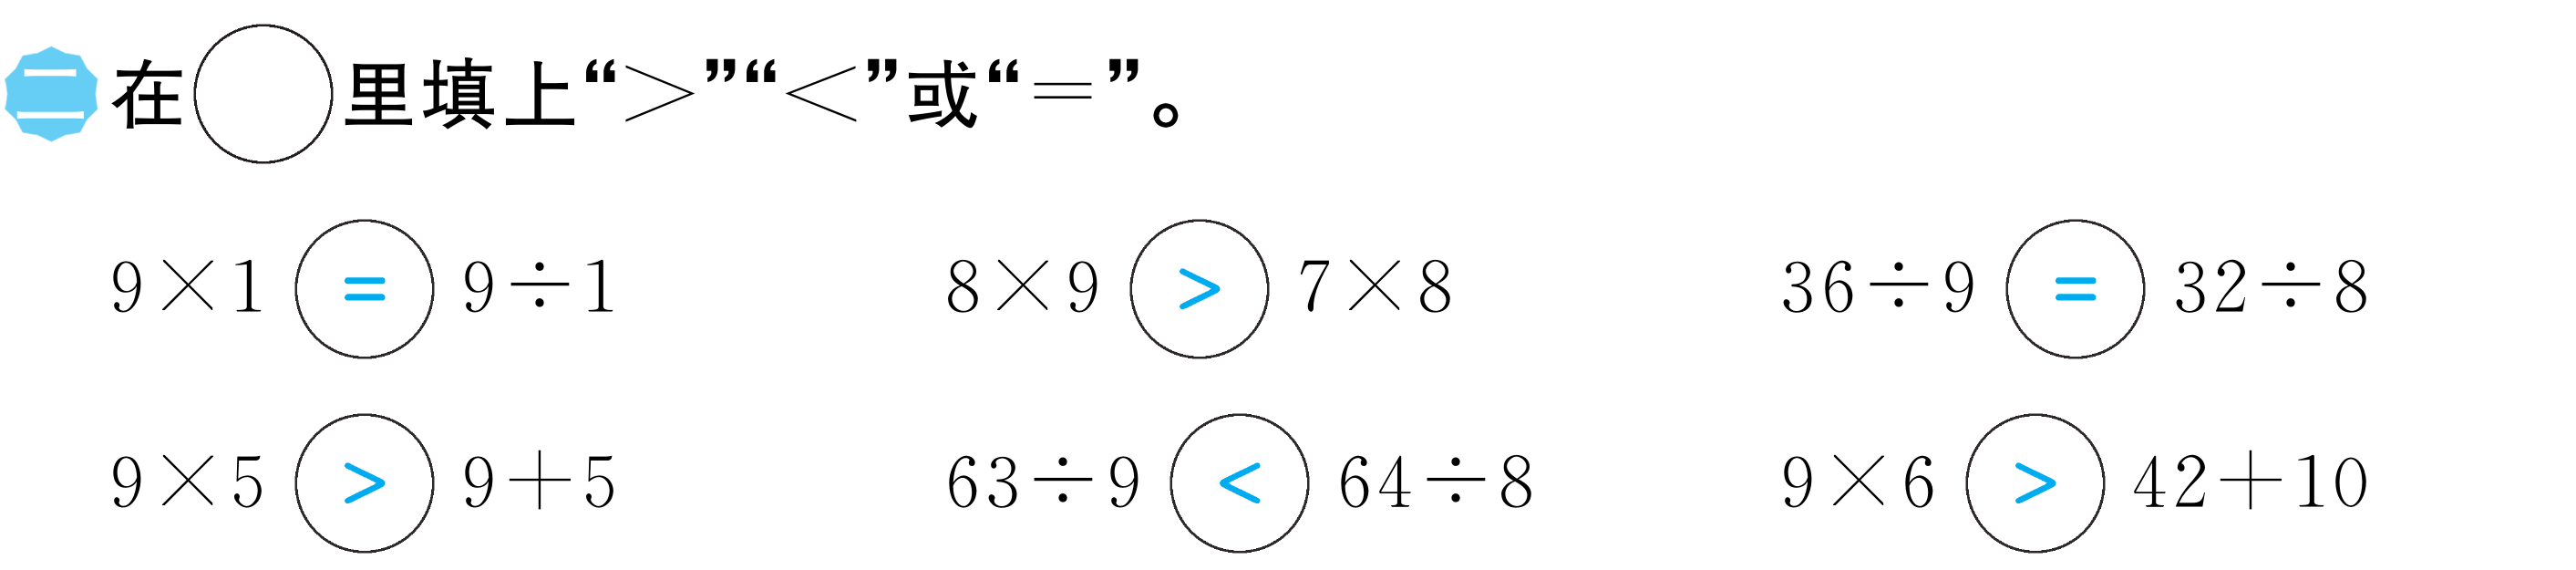 二 在○里填上“>”“<”或“=”。
9×1 = 9÷1 8×9 > 7×8 36÷9 = 32÷8
9×5 > 9+5 63÷9 < 64÷8 9×6 > 42+10